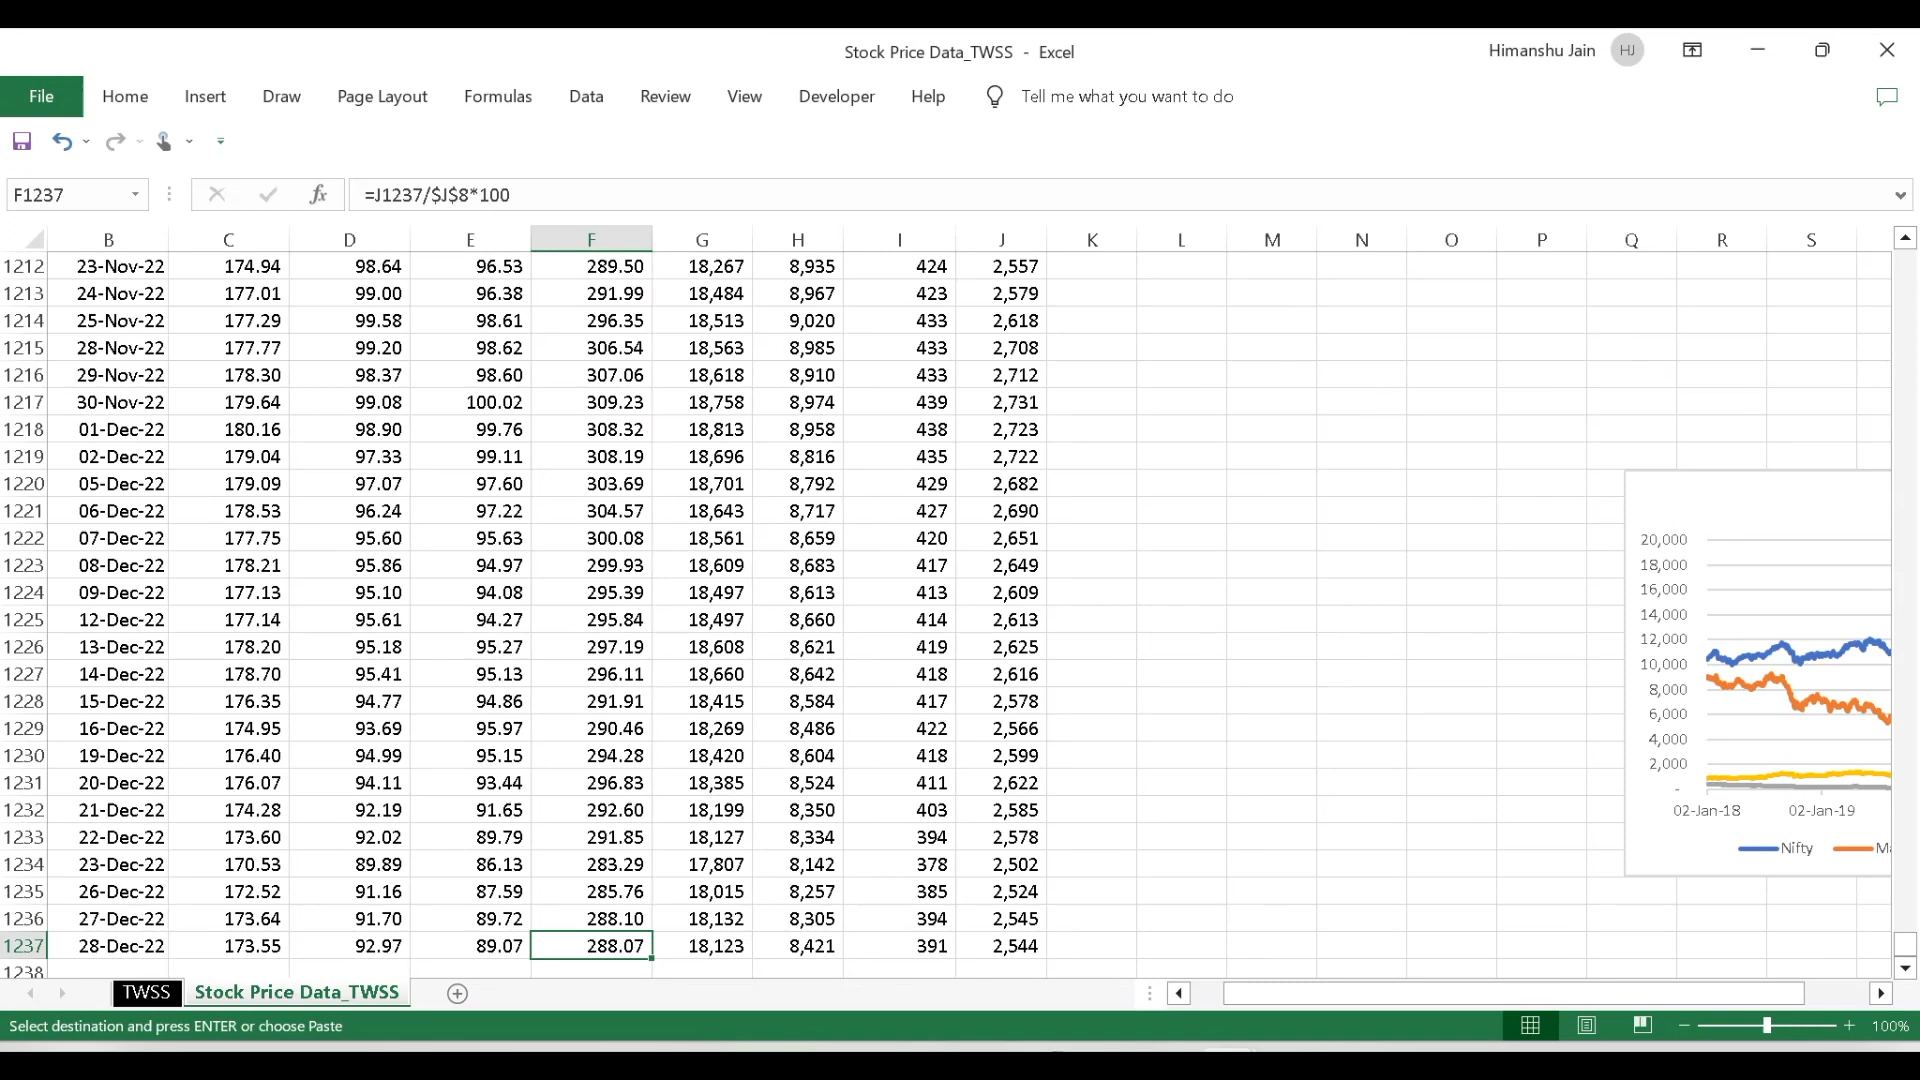 Stock Price Data_TWSS - Excel
Himanshu Jain HJ
File Home Insert Draw Page Layout Formulas Data Review View Developer Help Tell me what you want to do
F1237 fx =J1237/$J$8*100
B C D E F G H I J K L M N O P Q R S
1212 23-Nov-22 174.94 98.64 96.53 289.50 18,267 8,935 424 2,557
1213 24-Nov-22 177.01 99.00 96.38 291.99 18,484 8,967 423 2,579
1214 25-Nov-22 177.29 99.58 98.61 296.35 18,513 9,020 433 2,618
1215 28-Nov-22 177.77 99.20 98.62 306.54 18,563 8,985 433 2,708
1216 29-Nov-22 178.30 98.37 98.60 307.06 18,618 8,910 433 2,712
1217 30-Nov-22 179.64 99.08 100.02 309.23 18,758 8,974 439 2,731
1218 01-Dec-22 180.16 98.90 99.76 308.32 18,813 8,958 438 2,723
1219 02-Dec-22 179.04 97.33 99.11 308.19 18,696 8,816 435 2,722
1220 05-Dec-22 179.09 97.07 97.60 303.69 18,701 8,792 429 2,682
1221 06-Dec-22 178.53 96.24 97.22 304.57 18,643 8,717 427 2,690
1222 07-Dec-22 177.75 95.60 95.63 300.08 18,561 8,659 420 2,651
1223 08-Dec-22 178.21 95.86 94.97 299.93 18,609 8,683 417 2,649
1224 09-Dec-22 177.13 95.10 94.08 295.39 18,497 8,613 413 2,609
1225 12-Dec-22 177.14 95.61 94.27 295.84 18,497 8,660 414 2,613
1226 13-Dec-22 178.20 95.18 95.27 297.19 18,608 8,621 419 2,625
1227 14-Dec-22 178.70 95.41 95.13 296.11 18,660 8,642 418 2,616
1228 15-Dec-22 176.35 94.77 94.86 291.91 18,415 8,584 417 2,578
1229 16-Dec-22 174.95 93.69 95.97 290.46 18,269 8,486 422 2,566
1230 19-Dec-22 176.40 94.99 95.15 294.28 18,420 8,604 418 2,599
1231 20-Dec-22 176.07 94.11 93.44 296.83 18,385 8,524 411 2,622
1232 21-Dec-22 174.28 92.19 91.65 292.60 18,199 8,350 403 2,585
1233 22-Dec-22 173.60 92.02 89.79 291.85 18,127 8,334 394 2,578
1234 23-Dec-22 170.53 89.89 86.13 283.29 17,807 8,142 378 2,502
1235 26-Dec-22 172.52 91.16 87.59 285.76 18,015 8,257 385 2,524
1236 27-Dec-22 173.64 91.70 89.72 288.10 18,132 8,305 394 2,545
1237 28-Dec-22 173.55 92.97 89.07 288.07 18,123 8,421 391 2,544
1238
20,000
18,000
16,000
14,000
12,000
10,000
8,000
6,000
4,000
2,000
-
02-Jan-18 02-Jan-19
Nifty Ma
TWSS Stock Price Data_TWSS
Select destination and press ENTER or choose Paste
100%